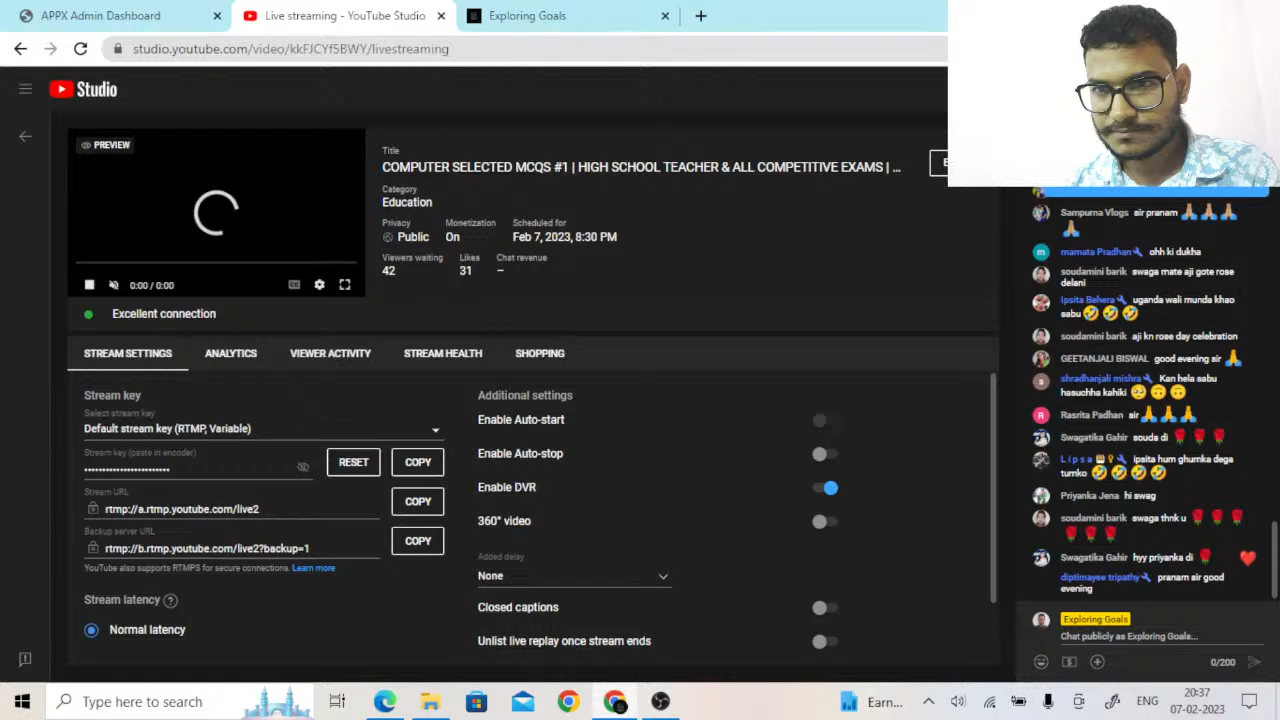 APPX Admin Dashboard
Live streaming - YouTube Studio
Exploring Goals
studio.youtube.com/video/kkFJCYf5BWY/livestreaming
Studio
PREVIEW
0:00 / 0:00
Title
COMPUTER SELECTED MCQS #1 | HIGH SCHOOL TEACHER & ALL COMPETITIVE EXAMS | ...
Category
Education
Privacy Monetization Scheduled for
Public On Feb 7, 2023, 8:30 PM
Viewers waiting Likes Chat revenue
42 31 –
Excellent connection
STREAM SETTINGS ANALYTICS VIEWER ACTIVITY STREAM HEALTH SHOPPING
Stream key
Select stream key
Default stream key (RTMP, Variable)
Stream key (paste in encoder)
•••••••••••••••••••••••• RESET COPY
Stream URL
rtmp://a.rtmp.youtube.com/live2 COPY
Backup server URL
rtmp://b.rtmp.youtube.com/live2?backup=1 COPY
YouTube also supports RTMPS for secure connections. Learn more
Stream latency
Normal latency
Additional settings
Enable Auto-start
Enable Auto-stop
Enable DVR
360° video
Added delay
None
Closed captions
Unlist live replay once stream ends
Sampurna Vlogs sir pranam 🙏🙏🙏
🙏
mamata Pradhan ohh ki dukha
soudamini barik swaga mate aji gote rose
delani
Ipsita Behera uganda wali munda khao
sabu 🤣🤣🤣
soudamini barik aji kn rose day celebration
GEETANJALI BISWAL good evening sir 🙏
shradhanjali mishra Kan hela sabu
hasuchha kahiki 🥺🙃🙃
Rasrita Padhan sir 🙏🙏🙏
Swagatika Gahir souda di 🌹🌹🌹
L i p s a ipsita hum ghumka dega
tumko 🤣🤣🤣🤣
Priyanka Jena hi swag
soudamini barik swaga thnk u 🌹🌹🌹
🌹🌹🌹
Swagatika Gahir hyy priyanka di 🌹
diptimayee tripathy pranam sir good
evening
Exploring Goals
Chat publicly as Exploring Goals...
0/200
Type here to search
Earn...
ENG
20:37
07-02-2023